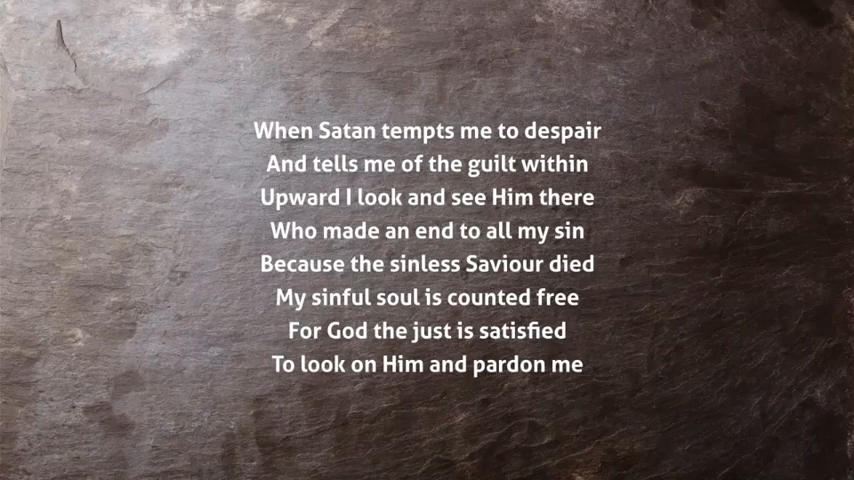 When Satan tempts me to despair
And tells me of the guilt within
Upward I look and see Him there
Who made an end to all my sin
Because the sinless Saviour died
My sinful soul is counted free
For God the just is satisfied
To look on Him and pardon me